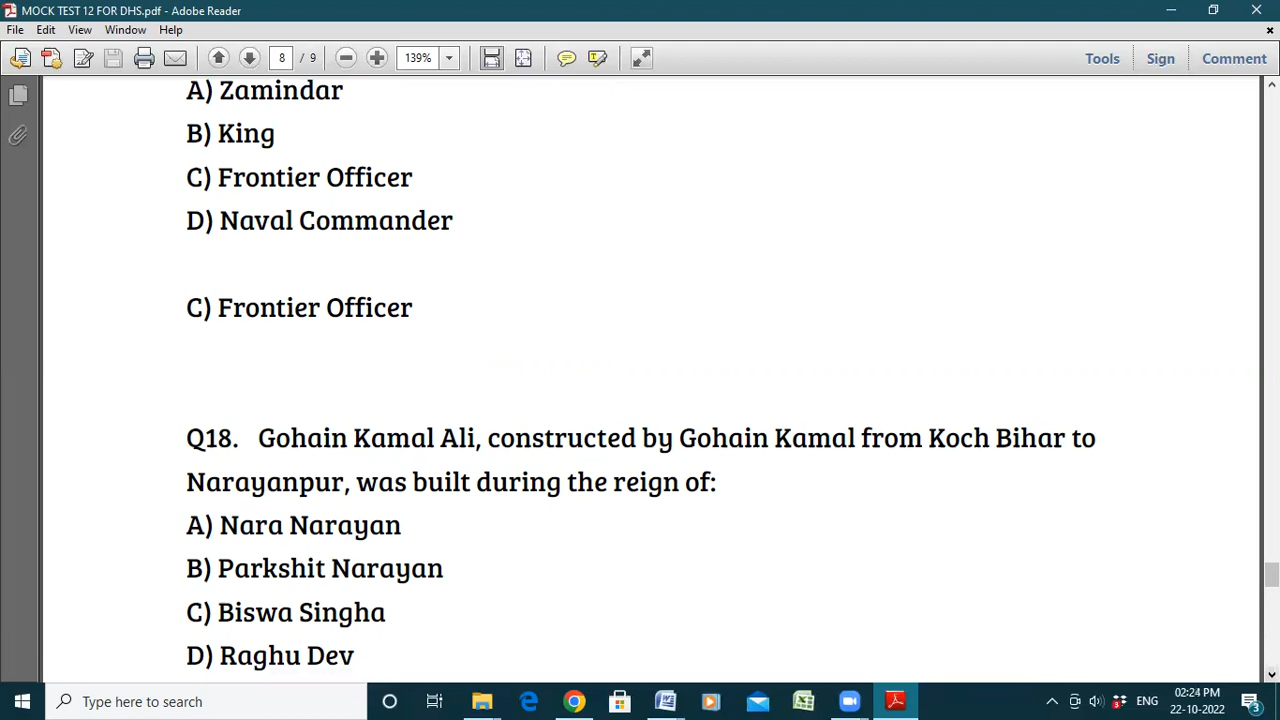 MOCK TEST 12 FOR DHS.pdf - Adobe Reader
File Edit View Window Help
8 / 9 139% Tools Sign Comment
A) Zamindar
B) King
C) Frontier Officer
D) Naval Commander
C) Frontier Officer
Q18. Gohain Kamal Ali, constructed by Gohain Kamal from Koch Bihar to
Narayanpur, was built during the reign of:
A) Nara Narayan
B) Parkshit Narayan
C) Biswa Singha
D) Raghu Dev
Type here to search
ENG
02:24 PM
22-10-2022
3